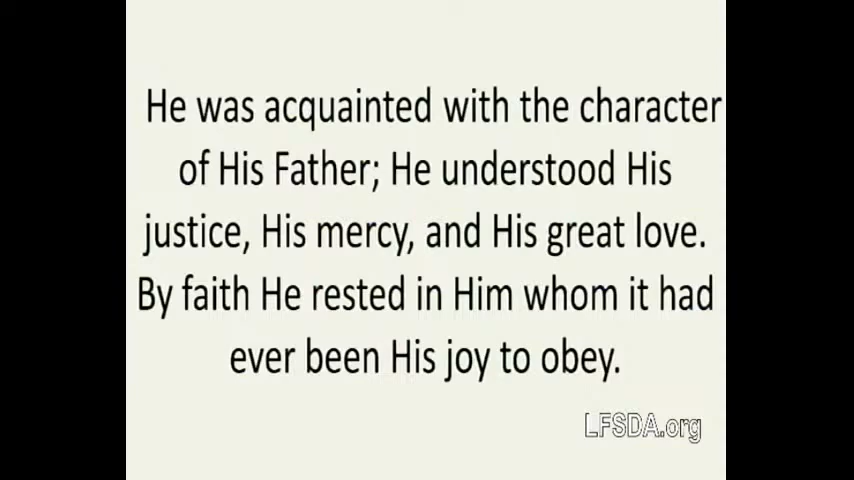 He was acquainted with the character
of His Father; He understood His
justice, His mercy, and His great love.
By faith He rested in Him whom it had
ever been His joy to obey.
LFSDA.org